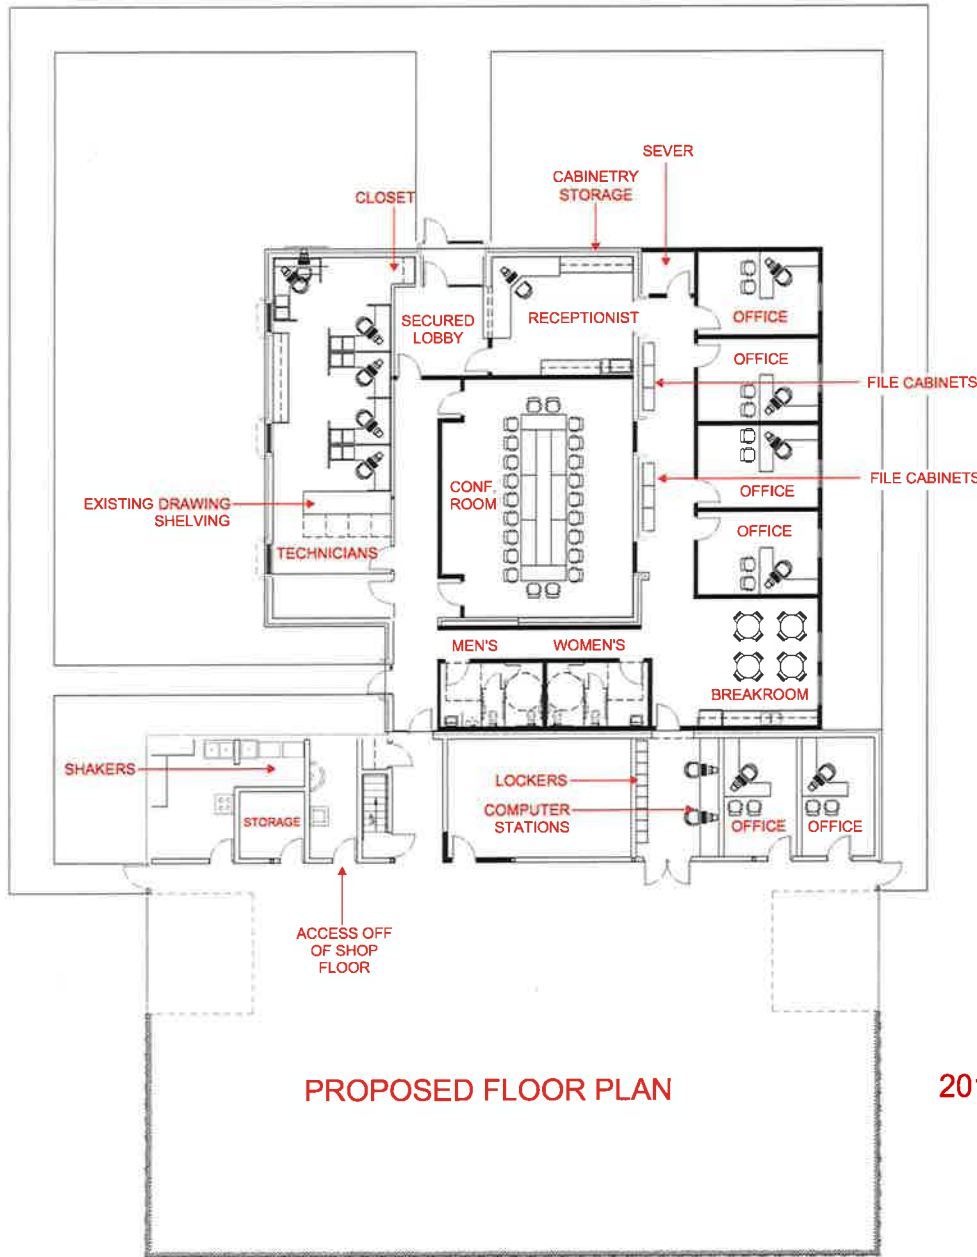 SEVER
CABINETRY
STORAGE
CLOSET
SECURED
LOBBY
RECEPTIONIST
OFFICE
OFFICE
FILE CABINETS
CONF.
ROOM
OFFICE
FILE CABINETS
EXISTING DRAWING
SHELVING
OFFICE
TECHNICIANS
MEN'S
WOMEN'S
BREAKROOM
SHAKERS
LOCKERS
COMPUTER
STATIONS
STORAGE
OFFICE
OFFICE
ACCESS OFF
OF SHOP
FLOOR
PROPOSED FLOOR PLAN